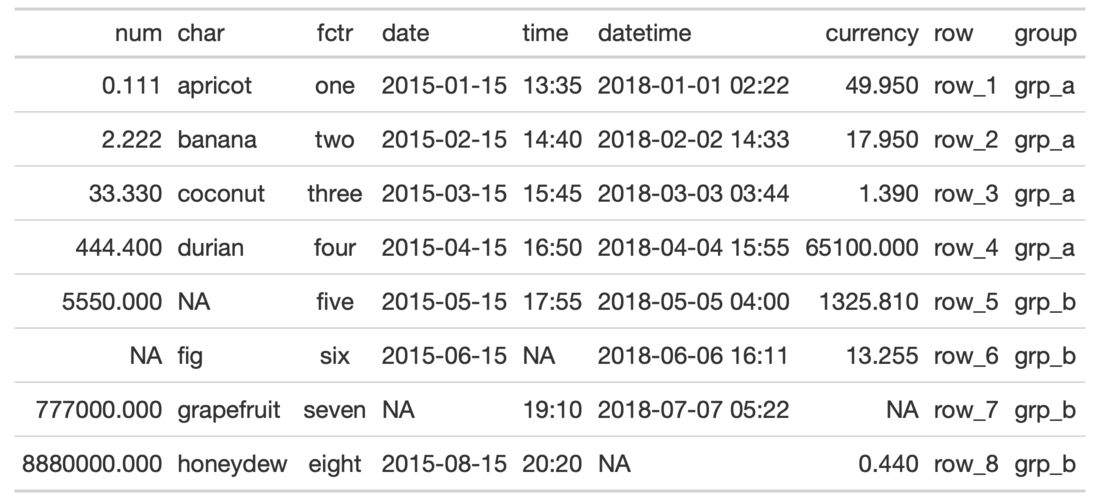 num char fctr date time datetime currency row group
0.111 apricot one 2015-01-15 13:35 2018-01-01 02:22 49.950 row_1 grp_a
2.222 banana two 2015-02-15 14:40 2018-02-02 14:33 17.950 row_2 grp_a
33.330 coconut three 2015-03-15 15:45 2018-03-03 03:44 1.390 row_3 grp_a
444.400 durian four 2015-04-15 16:50 2018-04-04 15:55 65100.000 row_4 grp_a
5550.000 NA five 2015-05-15 17:55 2018-05-05 04:00 1325.810 row_5 grp_b
NA fig six 2015-06-15 NA 2018-06-06 16:11 13.255 row_6 grp_b
777000.000 grapefruit seven NA 19:10 2018-07-07 05:22 NA row_7 grp_b
8880000.000 honeydew eight 2015-08-15 20:20 NA 0.440 row_8 grp_b